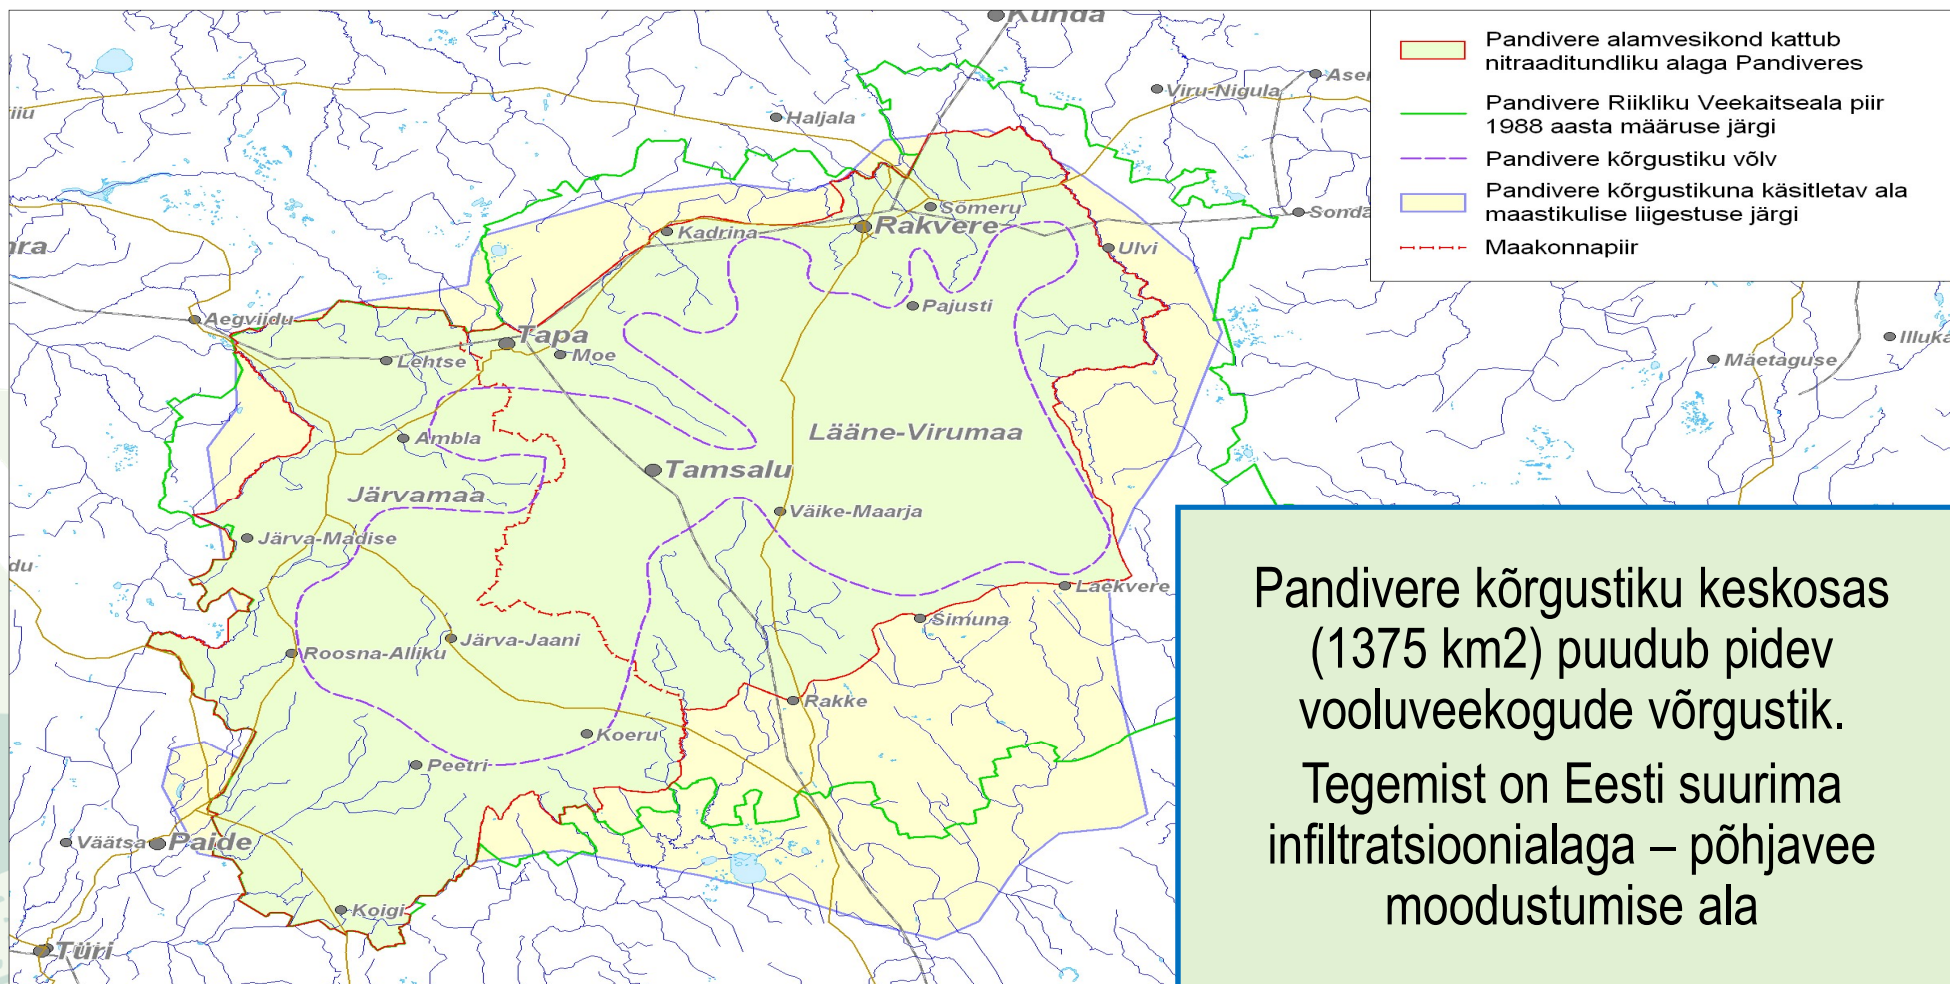 Kunda
Pandivere alamvesikond kattub
nitraaditundliku alaga Pandiveres
Pandivere Riikliku Veekaitseala piir
1988 aasta määruse järgi
Pandivere kõrgustiku võlv
Pandivere kõrgustikuna käsitletav ala
maastikulise liigestuse järgi
Maakonnapiir
Viru-Nigula
Haljala
Sõmeru
Sonda
Rakvere
Kadrina
Ulvi
Pajusti
Aegviidu
Tapa
Moe
Lehtse
Mäetaguse
Lääne-Virumaa
Ambla
Tamsalu
Järvamaa
Väike-Maarja
Järva-Madise
Laekvere
Simuna
Järva-Jaani
Roosna-Alliku
Rakke
Koeru
Peetri
Väätsa
Paide
Koigi
Türi
Pandivere kõrgustiku keskosas
(1375 km2) puudub pidev
vooluveekogude võrgustik.
Tegemist on Eesti suurima
infiltratsioonialaga – põhjavee
moodustumise ala